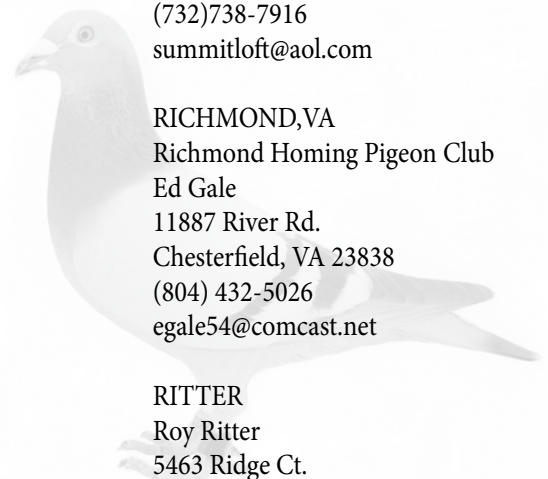 (732)738-7916
summitloft@aol.com
RICHMOND,VA
Richmond Homing Pigeon Club
Ed Gale
11887 River Rd.
Chesterfield, VA 23838
(804) 432-5026
egale54@comcast.net
RITTER
Roy Ritter
5463 Ridge Ct.